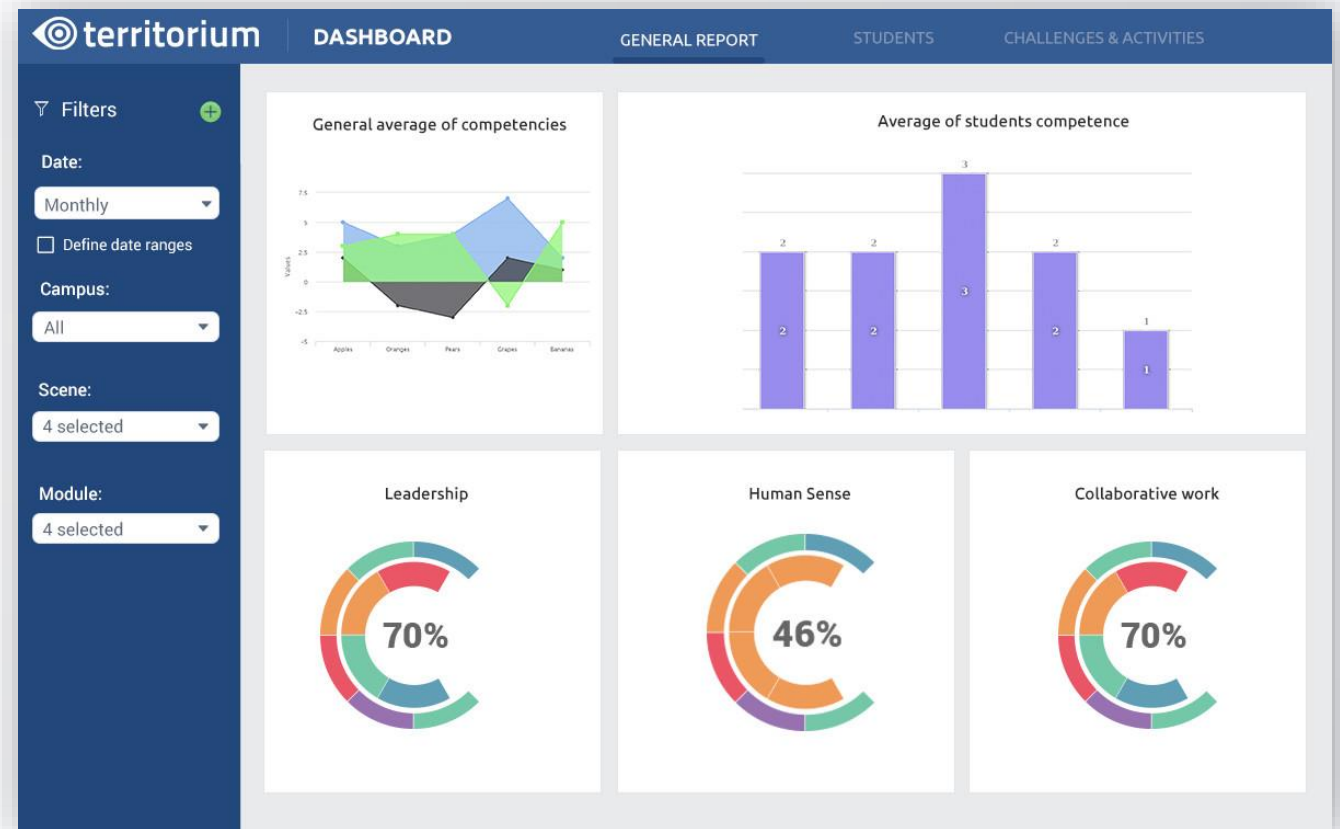 territorium
DASHBOARD
GENERAL REPORT
STUDENTS
CHALLENGES & ACTIVITIES
Filters
Date:
Monthly
Define date ranges
Campus:
All
Scene:
4 selected
Module:
4 selected
General average of competencies
7.5
5
2.5
0
-2.5
-5
Values
Apples Oranges Pears Grapes Bananas
Average of students competence
3
2 2 2
3
1
2 2 2
1
Leadership
70%
Human Sense
46%
Collaborative work
70%